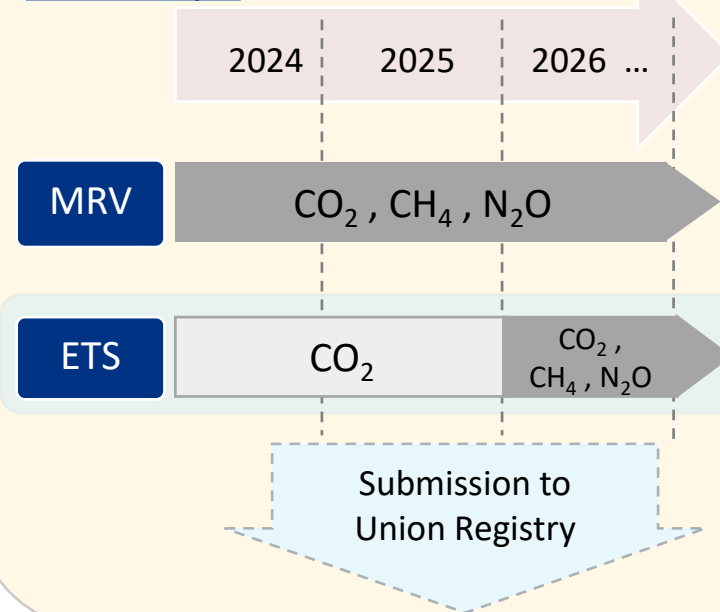 2024 2025 2026 ...
MRV
CO₂ , CH₄ , N₂O
ETS
CO₂
CO₂ ,
CH₄ , N₂O
Submission to
Union Registry